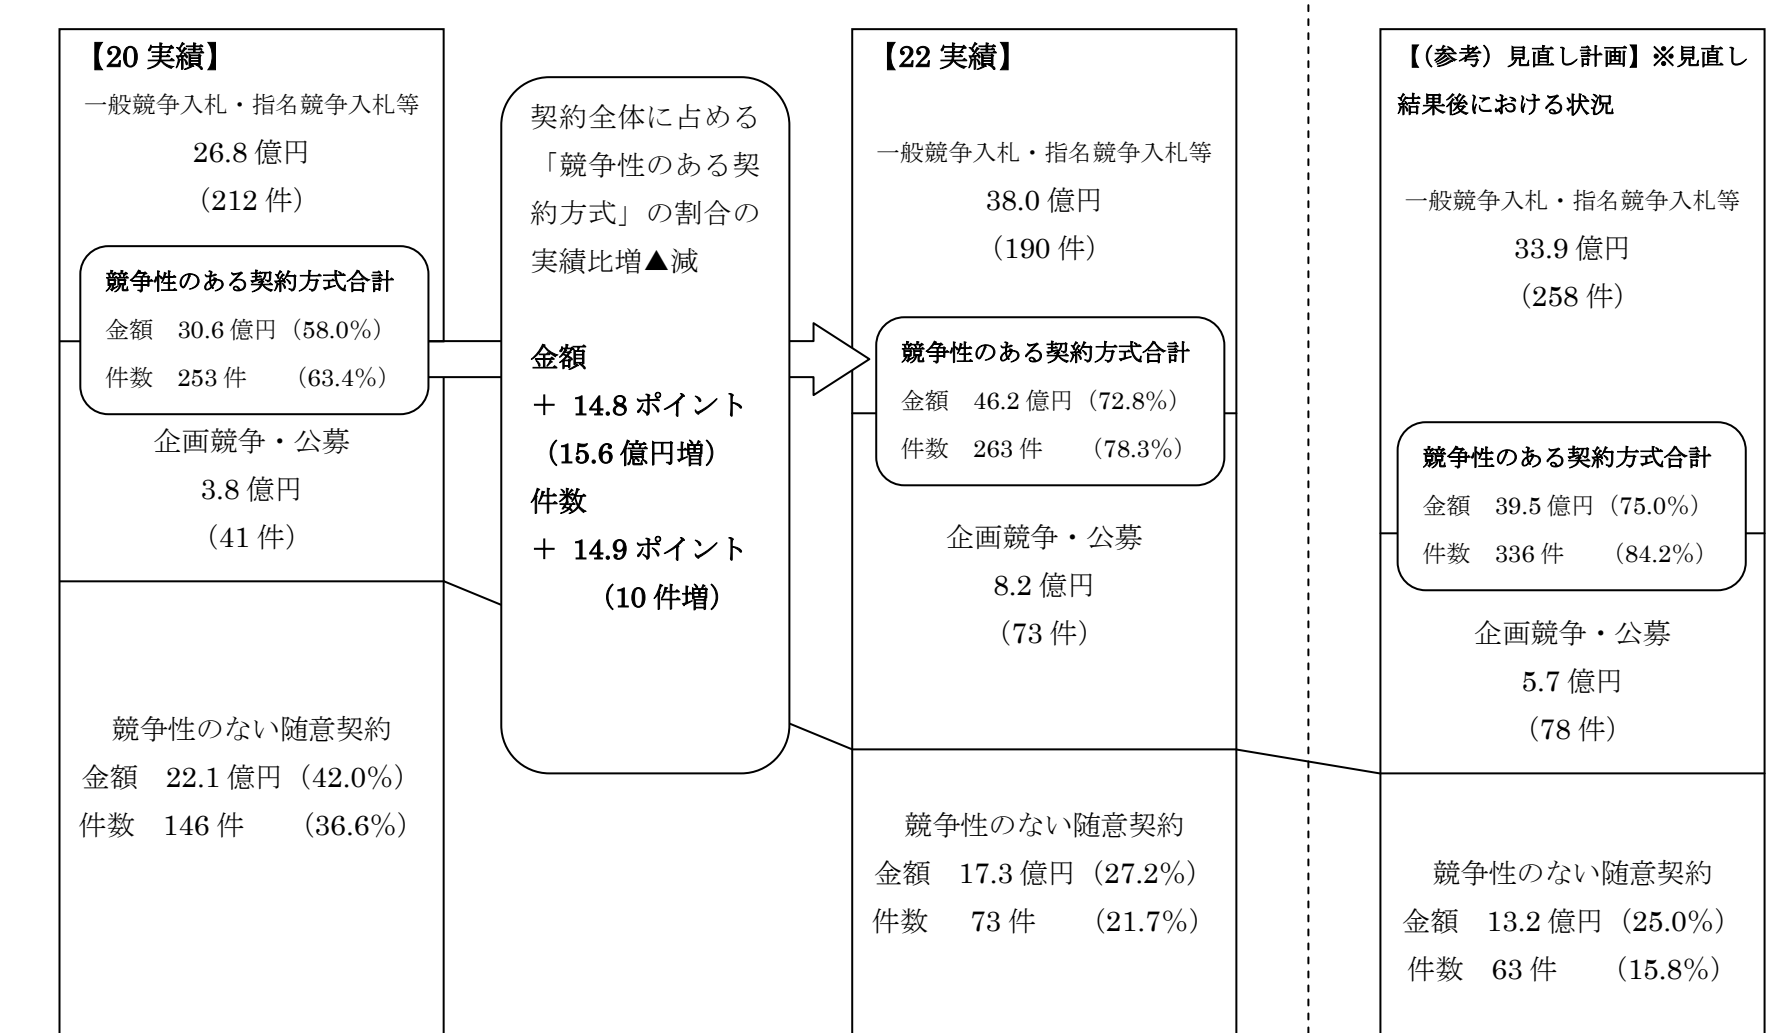 【20 実績】
一般競争入札・指名競争入札等
26.8 億円
（212 件）
競争性のある契約方式合計
金額　30.6 億円（58.0%）
件数　253 件　　（63.4%）
企画競争・公募
3.8 億円
（41 件）
競争性のない随意契約
金額　22.1 億円（42.0%）
件数　146 件　　（36.6%）
契約全体に占める
「競争性のある契
約方式」の割合の
実績比増▲減
金額
＋ 14.8 ポイント
（15.6 億円増）
件数
＋ 14.9 ポイント
（10 件増）
【22 実績】
一般競争入札・指名競争入札等
38.0 億円
（190 件）
競争性のある契約方式合計
金額　46.2 億円（72.8%）
件数　263 件　　（78.3%）
企画競争・公募
8.2 億円
（73 件）
競争性のない随意契約
金額　17.3 億円（27.2%）
件数　 73 件　　（21.7%）
【（参考）見直し計画】※見直し
結果後における状況
一般競争入札・指名競争入札等
33.9 億円
（258 件）
競争性のある契約方式合計
金額　39.5 億円（75.0%）
件数　336 件　　（84.2%）
企画競争・公募
5.7 億円
（78 件）
競争性のない随意契約
金額　13.2 億円（25.0%）
件数　63 件　　（15.8%）